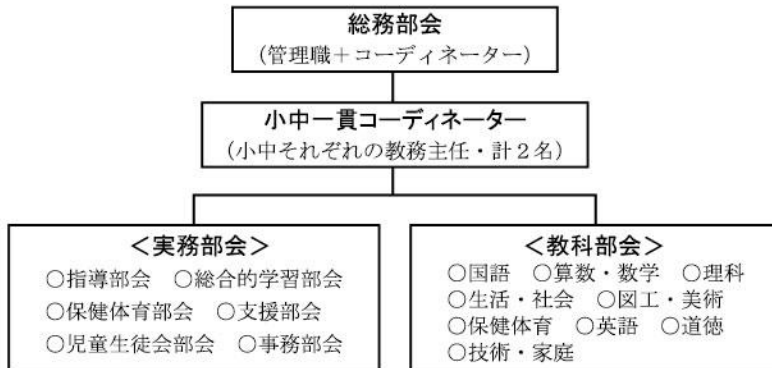 総務部会
(管理職＋コーディネーター)
小中一貫コーディネーター
(小中それぞれの教務主任・計２名)
＜実務部会＞
○指導部会　○総合的学習部会
○保健体育部会　○支援部会
○児童生徒会部会　○事務部会
＜教科部会＞
○国語　○算数・数学　○理科
○生活・社会　○図工・美術
○保健体育　○英語　○道徳
○技術・家庭